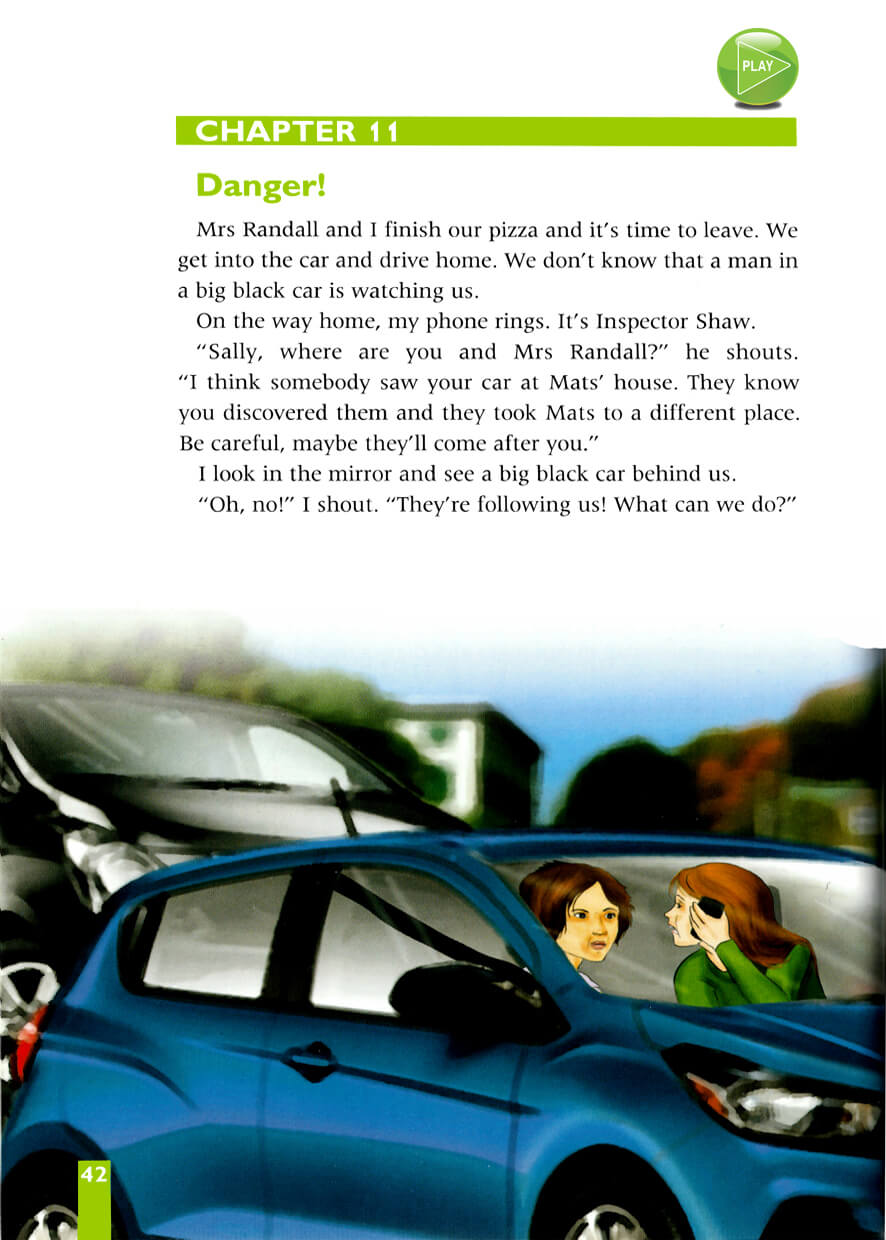 PLAY
CHAPTER 11
Danger!
Mrs Randall and I finish our pizza and it’s time to leave. We
get into the car and drive home. We don’t know that a man in
a big black car is watching us.
On the way home, my phone rings. It’s Inspector Shaw.
“Sally, where are you and Mrs Randall?” he shouts.
“I think somebody saw your car at Mats’ house. They know
you discovered them and they took Mats to a different place.
Be careful, maybe they’ll come after you.”
I look in the mirror and see a big black car behind us.
“Oh, no!” I shout. “They’re following us! What can we do?”
42